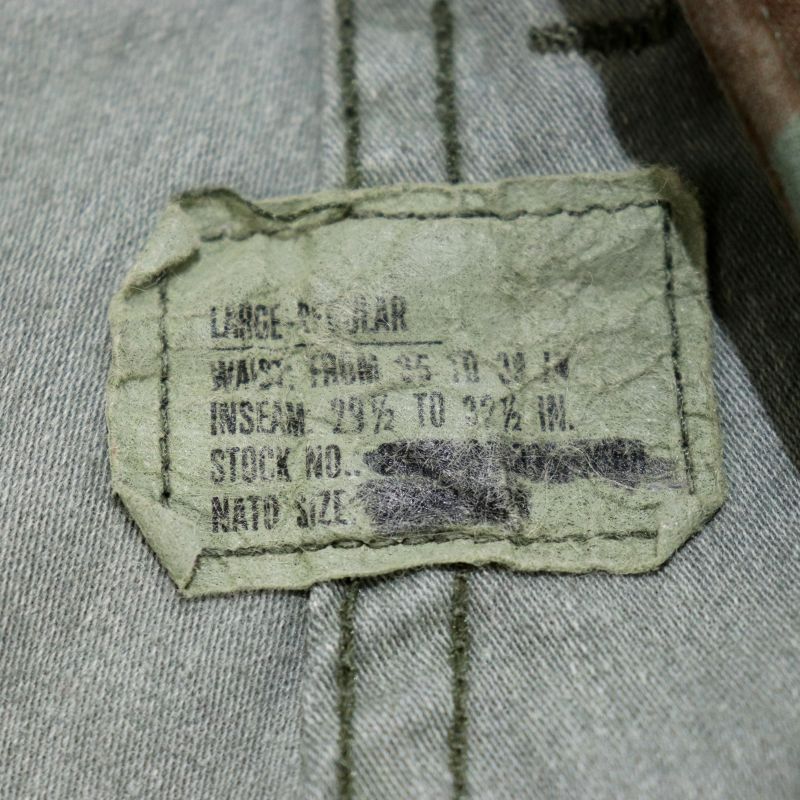 LARGE-REGULAR
WAIST: FROM 35 TO 39 IN.
INSEAM: 29½ TO 32½ IN.
STOCK NO.:
NATO SIZE: